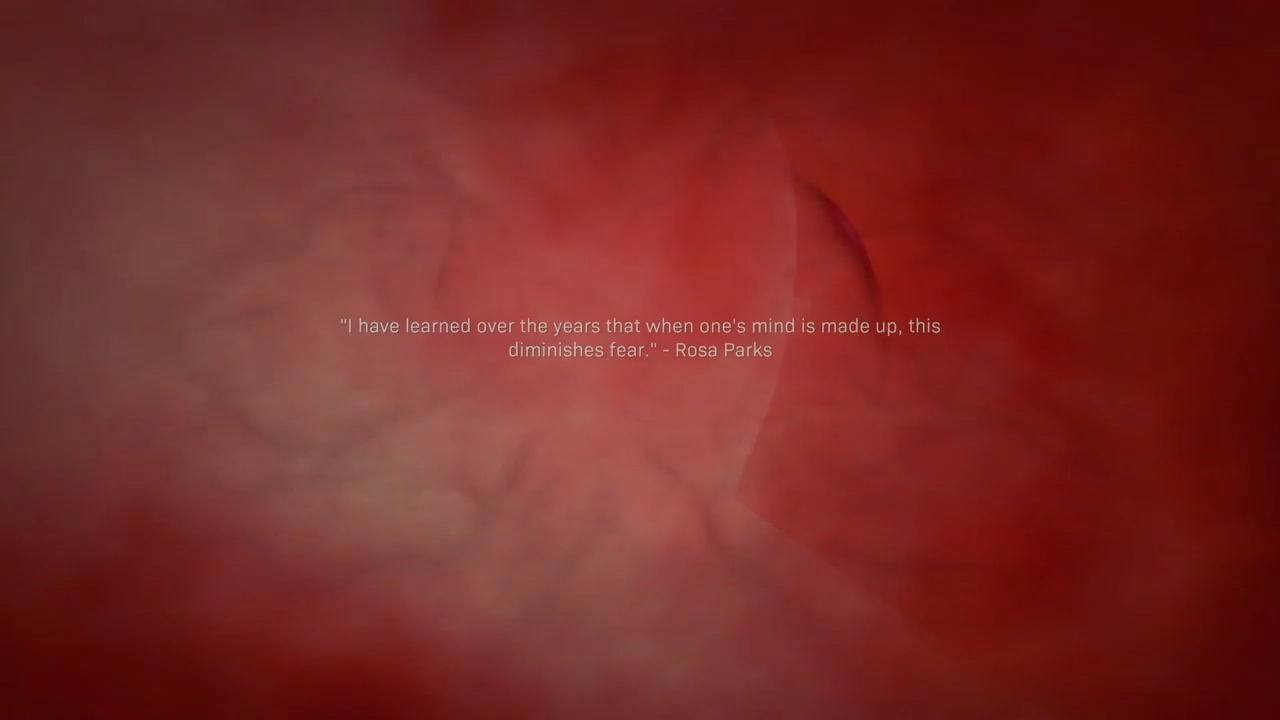 "I have learned over the years that when one's mind is made up, this
diminishes fear." - Rosa Parks